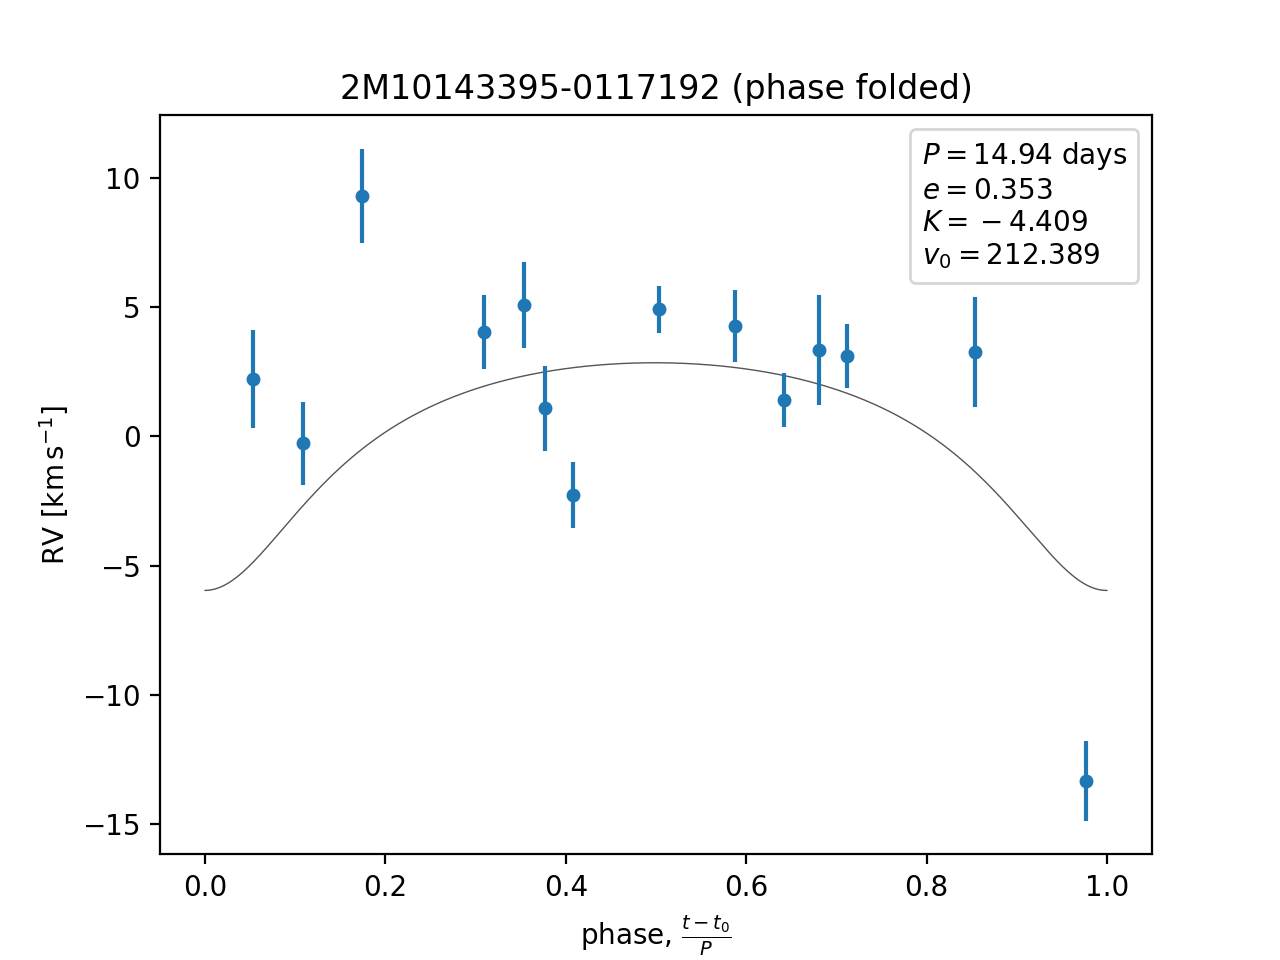 2M10143395-0117192 (phase folded)
P = 14.94 days
e = 0.353
K = −4.409
v₀ = 212.389
RV [km s⁻¹]
10
5
0
−5
−10
−15
0.0 0.2 0.4 0.6 0.8 1.0
phase, (t − t₀)/P